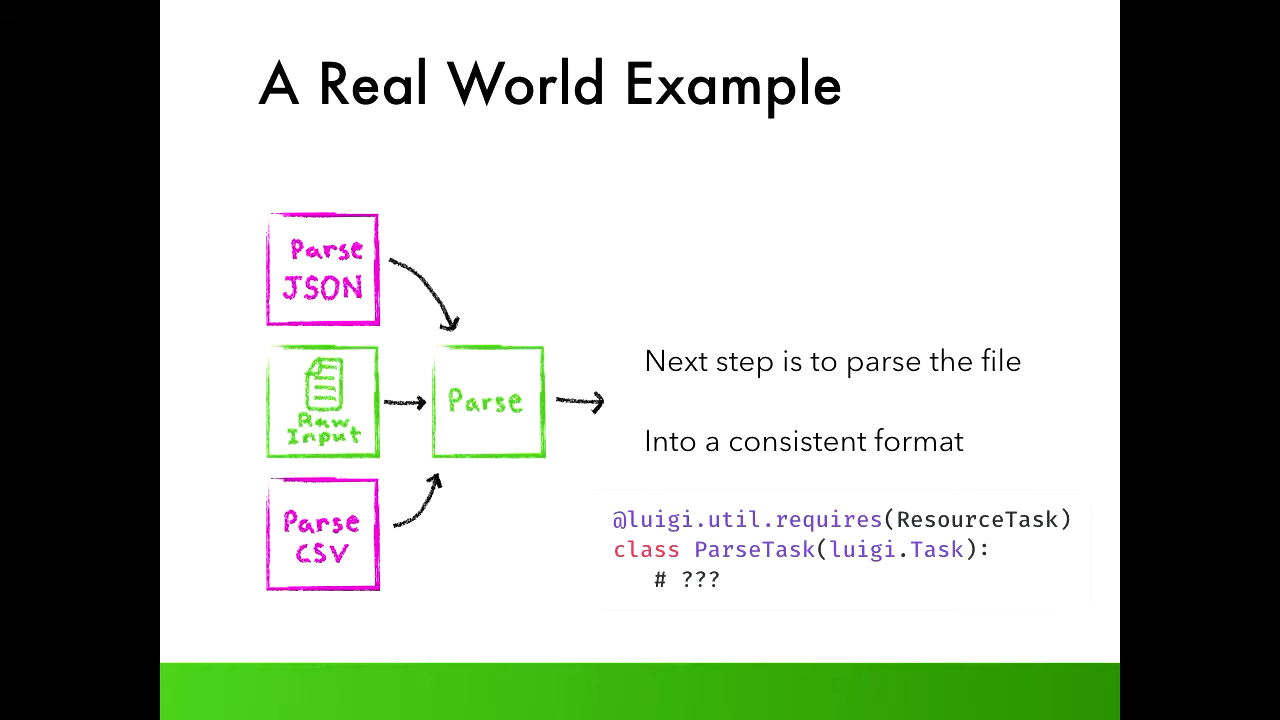 A Real World Example
Parse
JSON
Raw
Input
Parse
Parse
CSV
Next step is to parse the file
Into a consistent format
@luigi.util.requires(ResourceTask)
class ParseTask(luigi.Task):
# ???